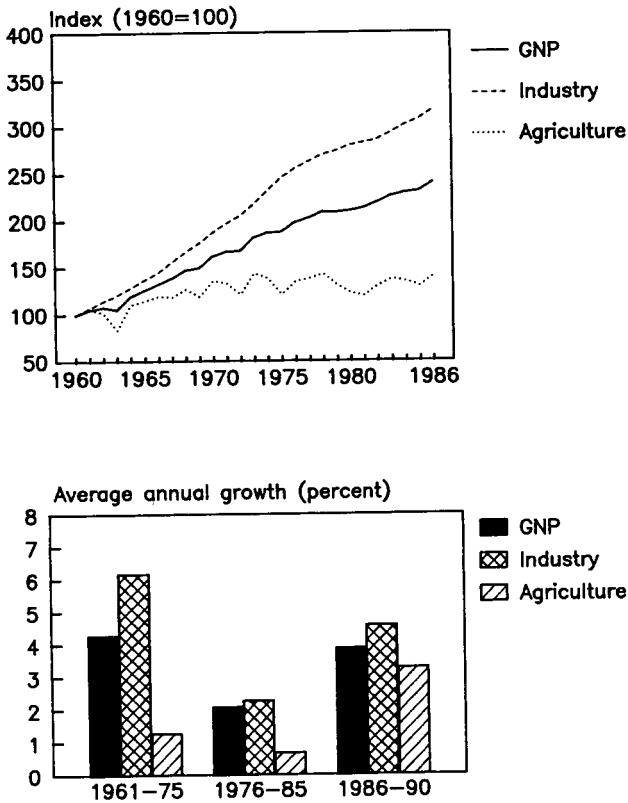 Index (1960=100)
400
350
300
250
200
150
100
50
1960 1965 1970 1975 1980 1986
GNP
Industry
Agriculture
Average annual growth (percent)
8
7
6
5
4
3
2
1
0
1961–75 1976–85 1986–90
GNP
Industry
Agriculture